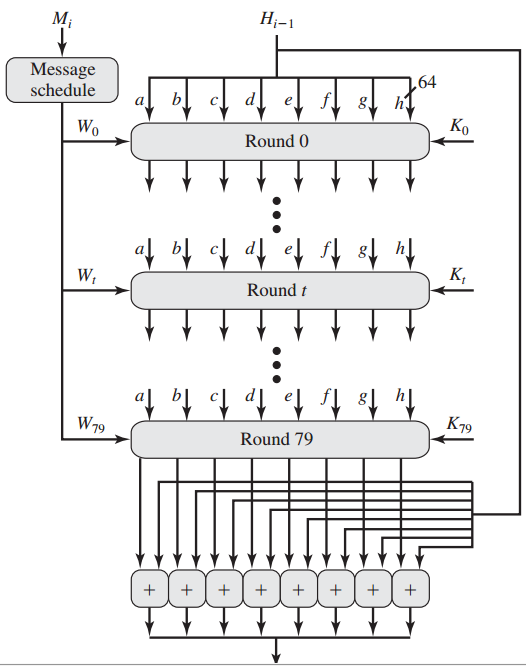 M_i
H_{i−1}
Message
schedule
64
a b c d e f g h
W_0
Round 0
K_0
a b c d e f g h
W_t
Round t
K_t
a b c d e f g h
W_79
Round 79
K_79
+ + + + + + + +